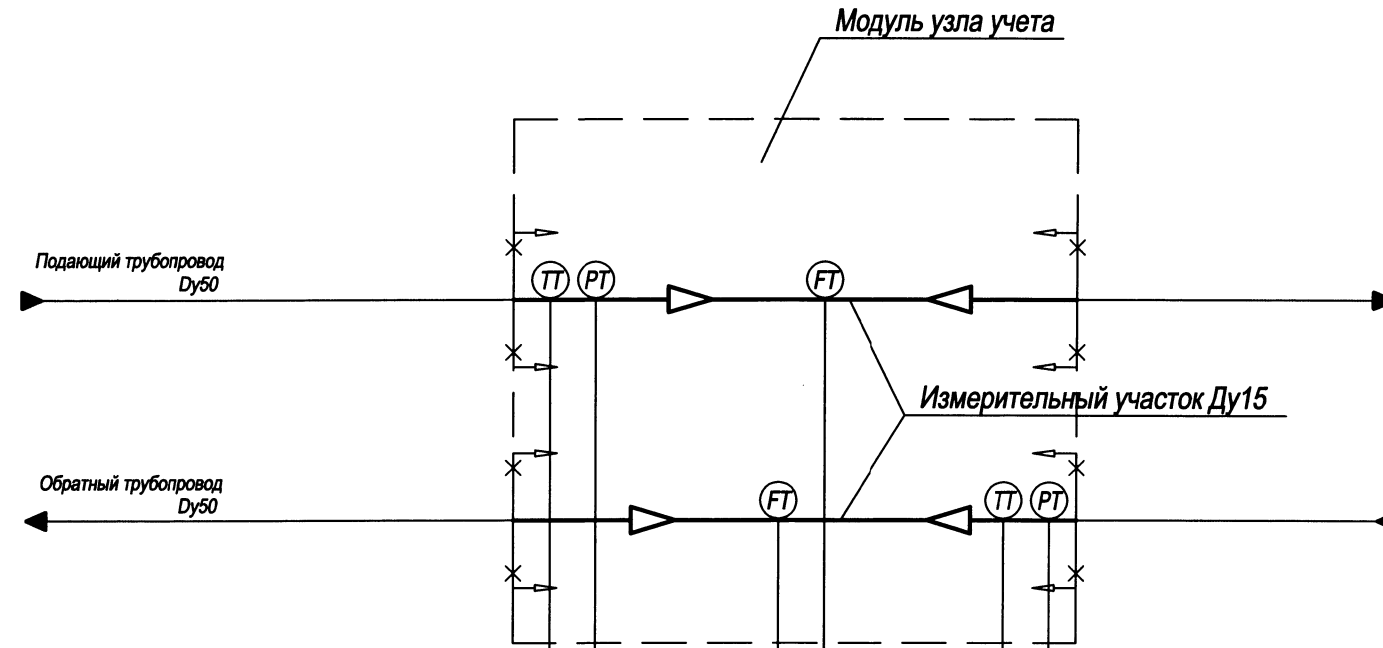 Модуль узла учета
Подающий трубопровод
Dy50
TT PT FT
Измерительный участок Ду15
Обратный трубопровод
Dy50
FT TT PT